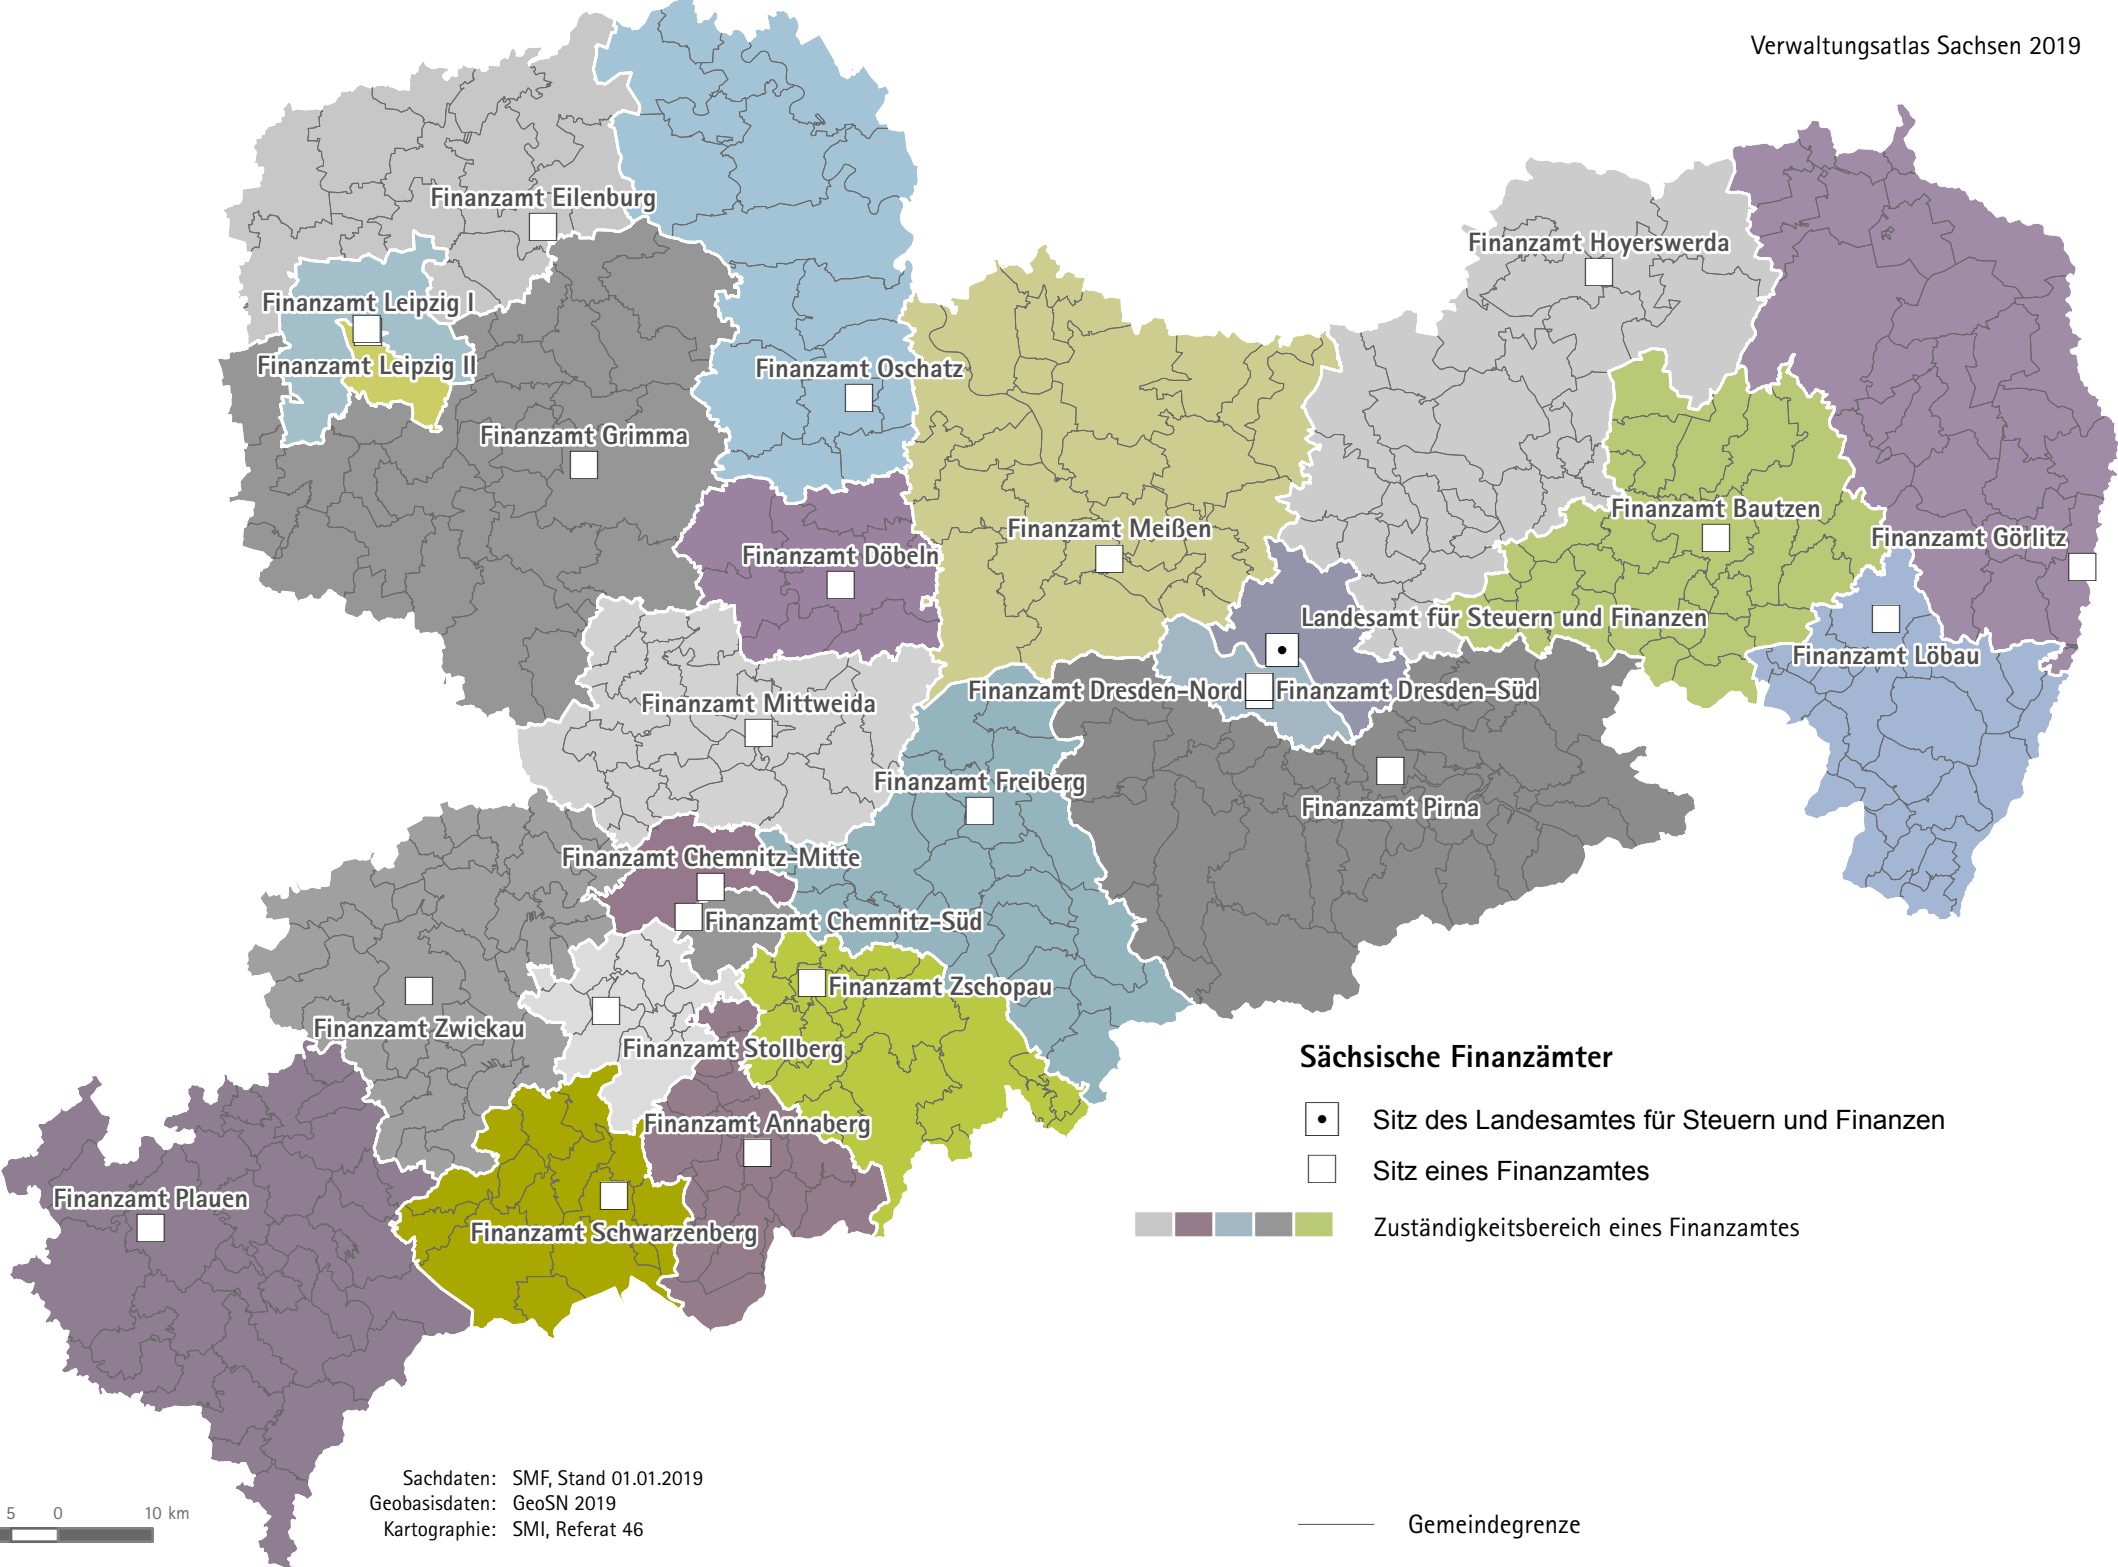 Verwaltungsatlas Sachsen 2019
Finanzamt Eilenburg
Finanzamt Hoyerswerda
Finanzamt Leipzig I
Finanzamt Leipzig II
Finanzamt Oschatz
Finanzamt Grimma
Finanzamt Bautzen
Finanzamt Meißen
Finanzamt Görlitz
Finanzamt Döbeln
Landesamt für Steuern und Finanzen
Finanzamt Löbau
Finanzamt Dresden-Nord
Finanzamt Dresden-Süd
Finanzamt Mittweida
Finanzamt Freiberg
Finanzamt Pirna
Finanzamt Chemnitz-Mitte
Finanzamt Chemnitz-Süd
Finanzamt Zschopau
Finanzamt Zwickau
Finanzamt Stollberg
Finanzamt Annaberg
Finanzamt Plauen
Finanzamt Schwarzenberg
Sächsische Finanzämter
Sitz des Landesamtes für Steuern und Finanzen
Sitz eines Finanzamtes
Zuständigkeitsbereich eines Finanzamtes
Sachdaten: SMF, Stand 01.01.2019
Geobasisdaten: GeoSN 2019
Kartographie: SMI, Referat 46
5 0 10 km
Gemeindegrenze